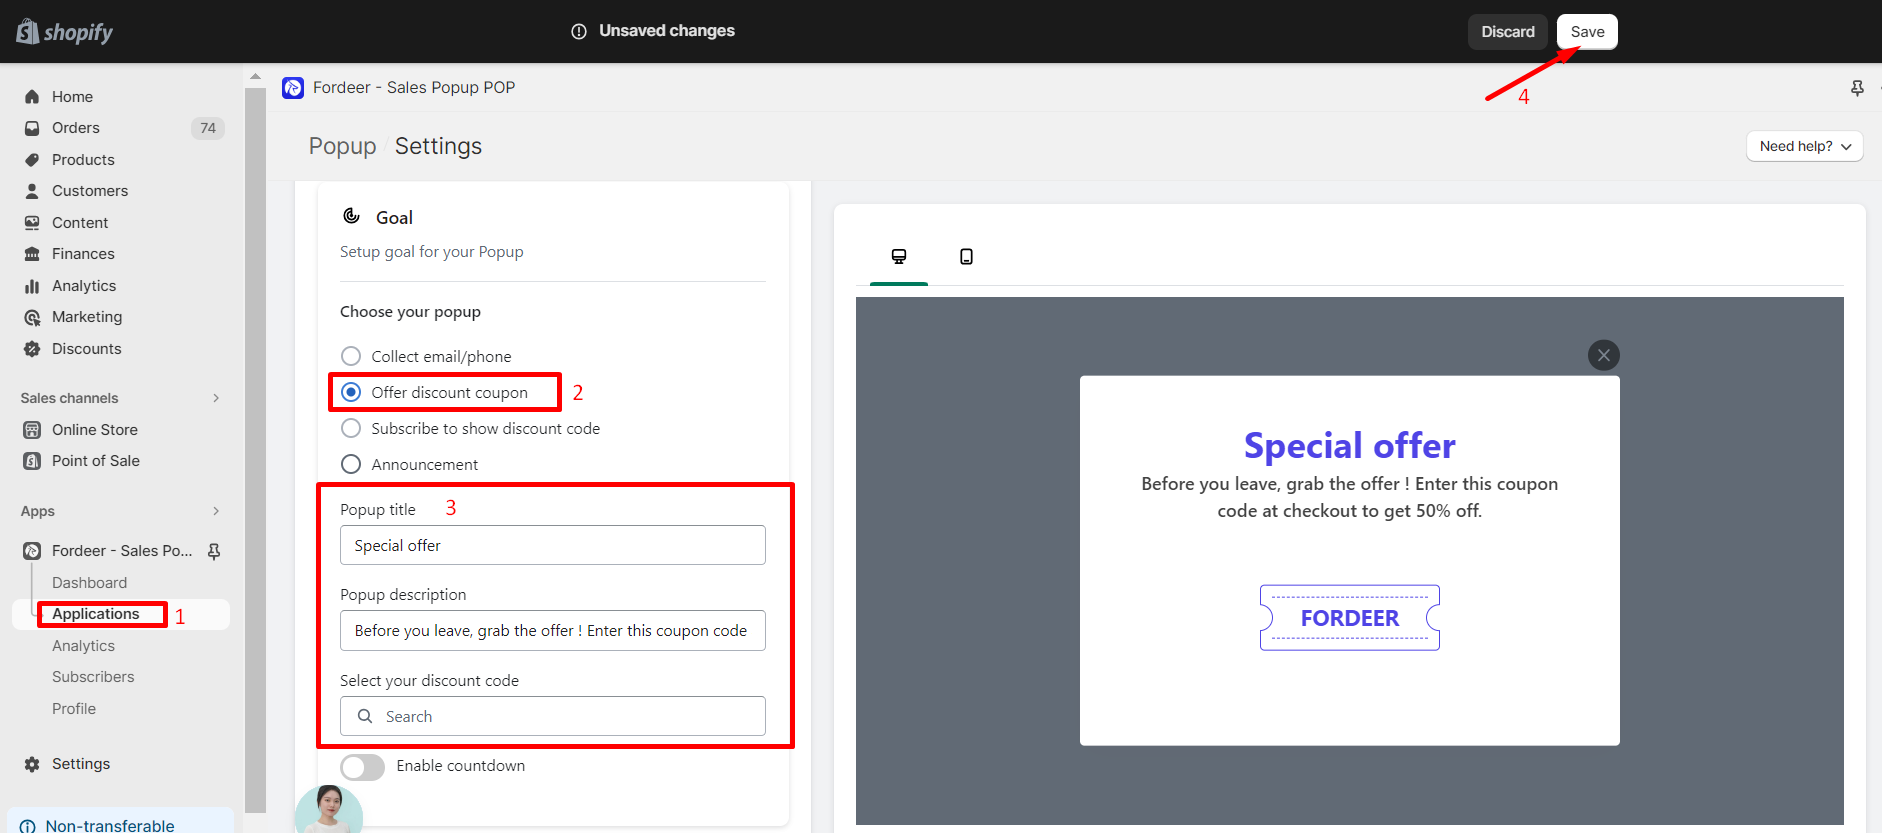 shopify
Unsaved changes
Discard
Save
4
Home
Orders
74
Products
Customers
Content
Finances
Analytics
Marketing
Discounts
Sales channels
Online Store
Point of Sale
Apps
Fordeer - Sales Po...
Dashboard
Applications
1
Analytics
Subscribers
Profile
Settings
Non-transferable
Fordeer - Sales Popup POP
Popup / Settings
Need help?
Goal
Setup goal for your Popup
Choose your popup
Collect email/phone
Offer discount coupon
2
Subscribe to show discount code
Announcement
Popup title
3
Special offer
Popup description
Before you leave, grab the offer ! Enter this coupon code
Select your discount code
Search
Enable countdown
Special offer
Before you leave, grab the offer ! Enter this coupon
code at checkout to get 50% off.
FORDEER